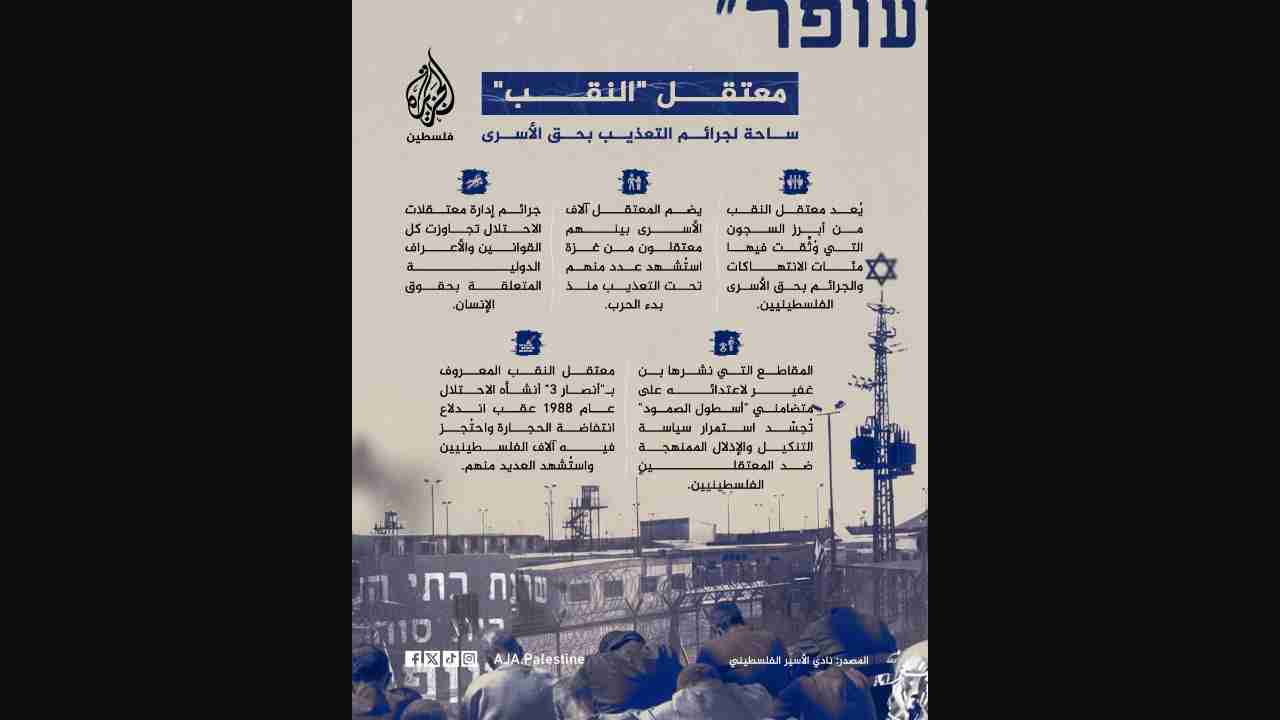 "עופר"
معتقل "النقب"
ساحة لجرائم التعذيب بحق الأسرى
الجزيرة
فلسطين
يُعد معتقل النقب
من أبرز السجون
التي وُثِّقت فيها
مئات الانتهاكات
والجرائم بحق الأسرى
الفلسطينيين.
يضم المعتقل آلاف
الأسرى بينهم
معتقلون من غزة
استُشهد عدد منهم
تحت التعذيب منذ
بدء الحرب.
جرائم إدارة معتقلات
الاحتلال تجاوزت كل
القوانين والأعراف
الدولية
المتعلقة بحقوق
الإنسان.
المقاطع التي نشرها بن
غفير لاعتدائه على
متضامني "أسطول الصمود"
تُجسّد استمرار سياسة
التنكيل والإذلال الممنهجة
ضد المعتقلين
الفلسطينيين.
معتقل النقب المعروف
بـ"أنصار 3" أنشأه الاحتلال
عام 1988 عقب اندلاع
انتفاضة الحجارة واحتُجز
فيه آلاف الفلسطينيين
واستُشهد العديد منهم.
المصدر: نادي الأسير الفلسطيني
AJA.Palestine